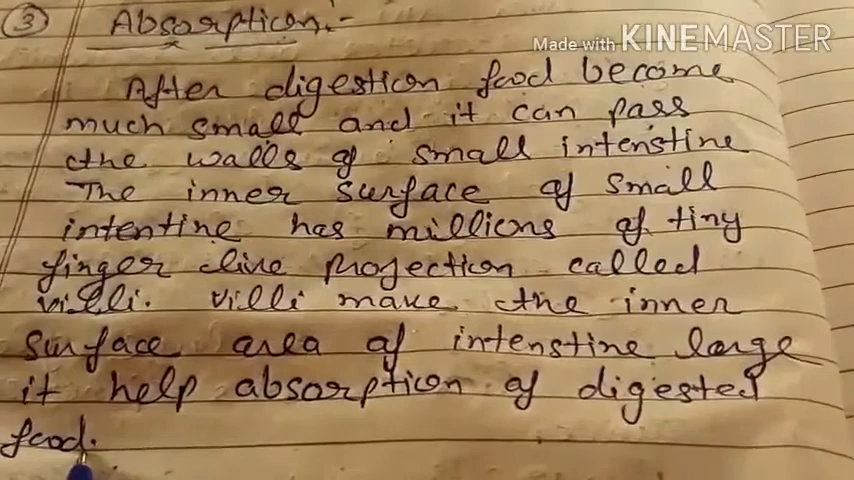 3 Absorption:-
Made with KINEMASTER
After digestion food become
much small and it can pass
the walls of small intenstine
The inner surface of small
intentine has millions of tiny
finger like projection called
villi. villi make the inner
surface area of intenstine large
it help absorption of digested
food.